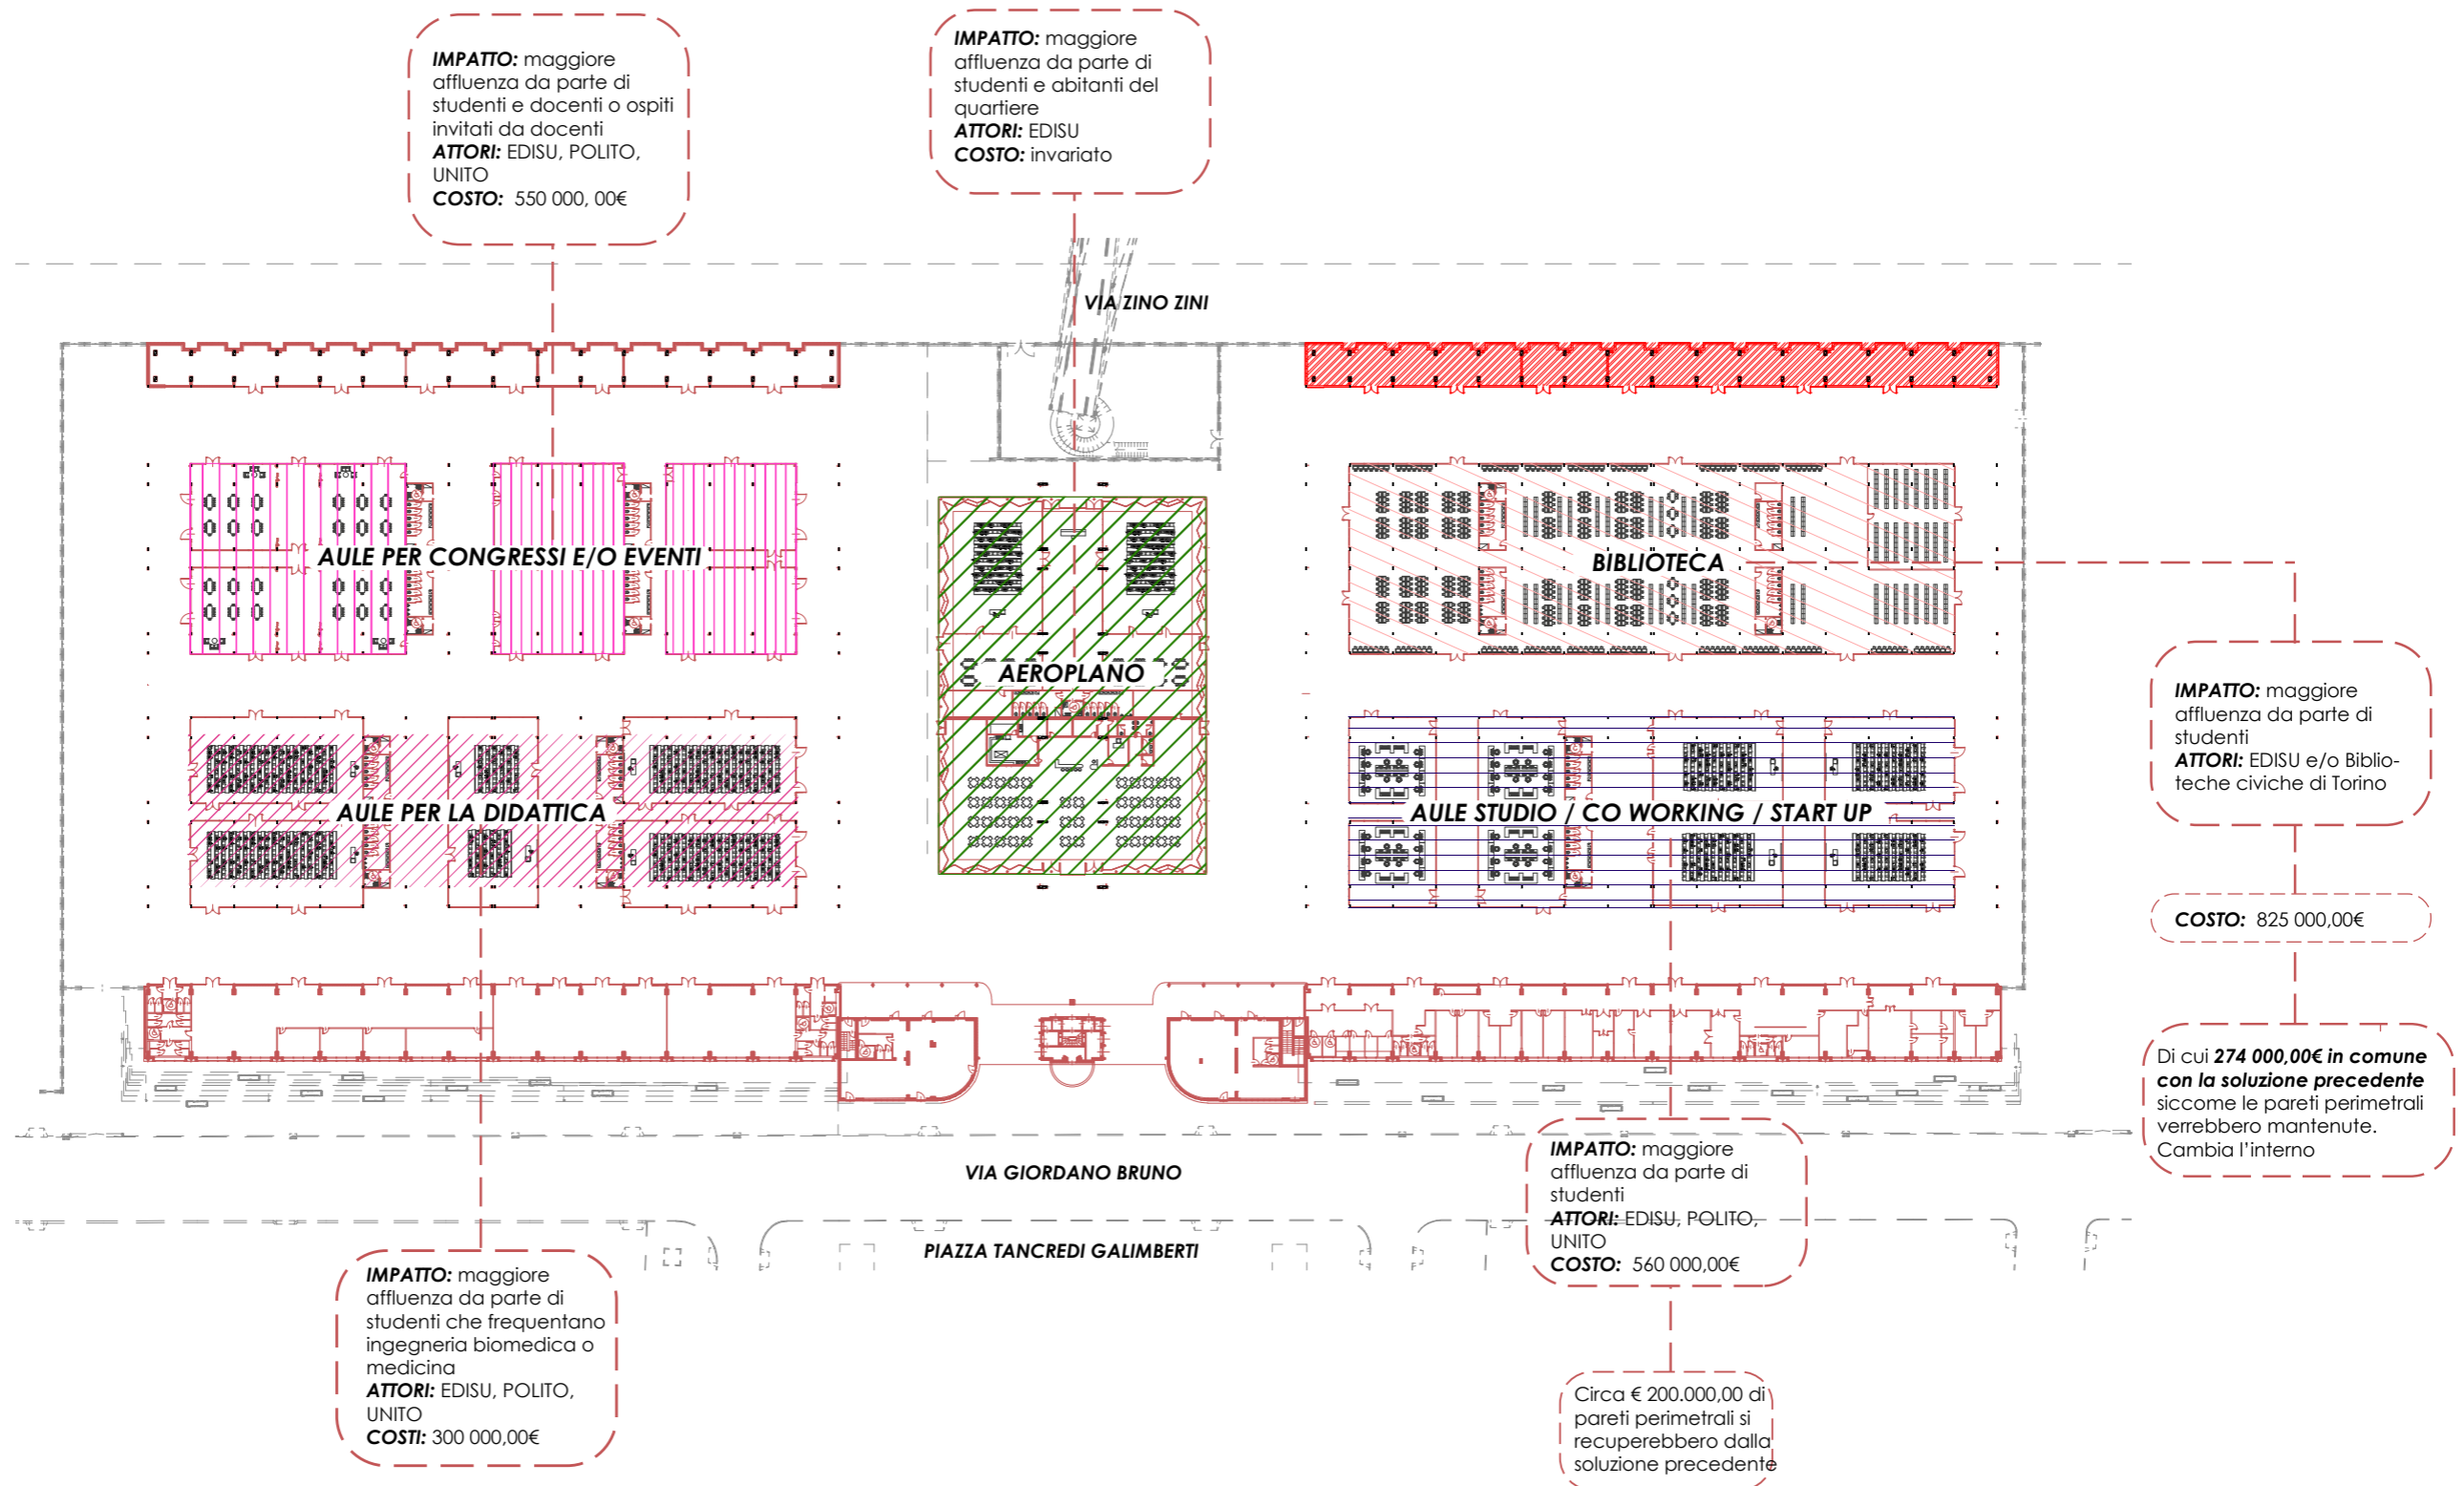 IMPATTO: maggiore
affluenza da parte di
studenti e docenti o ospiti
invitati da docenti
ATTORI: EDISU, POLITO,
UNITO
COSTO: 550 000, 00€
IMPATTO: maggiore
affluenza da parte di
studenti e abitanti del
quartiere
ATTORI: EDISU
COSTO: invariato
VIA ZINO ZINI
AULE PER CONGRESSI E/O EVENTI
BIBLIOTECA
AEROPLANO
IMPATTO: maggiore
affluenza da parte di
studenti
ATTORI: EDISU e/o Biblio-
teche civiche di Torino
AULE PER LA DIDATTICA
AULE STUDIO / CO WORKING / START UP
COSTO: 825 000,00€
Di cui 274 000,00€ in comune
con la soluzione precedente
siccome le pareti perimetrali
verrebbero mantenute.
Cambia l'interno
VIA GIORDANO BRUNO
IMPATTO: maggiore
affluenza da parte di
studenti
ATTORI: EDISU, POLITO,
UNITO
COSTO: 560 000,00€
PIAZZA TANCREDI GALIMBERTI
IMPATTO: maggiore
affluenza da parte di
studenti che frequentano
ingegneria biomedica o
medicina
ATTORI: EDISU, POLITO,
UNITO
COSTI: 300 000,00€
Circa € 200.000,00 di
pareti perimetrali si
recuperebbero dalla
soluzione precedente